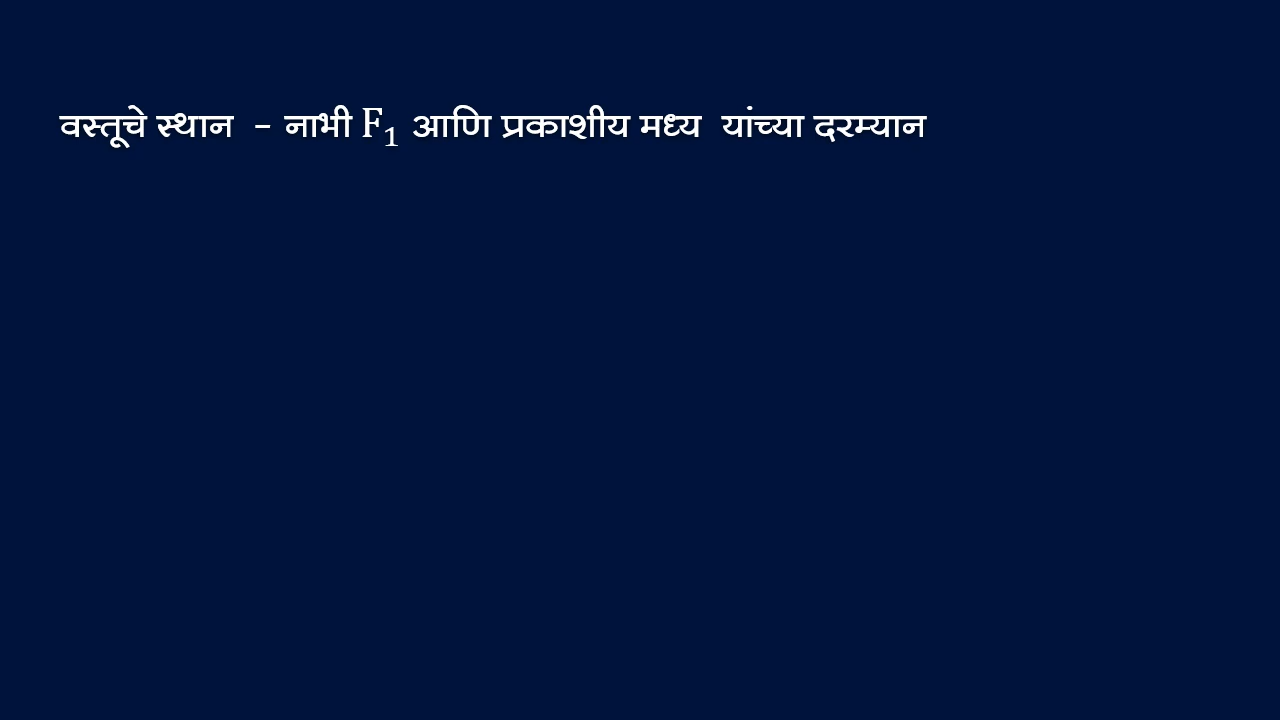 वस्तूचे स्थान – नाभी F₁ आणि प्रकाशीय मध्य यांच्या दरम्यान